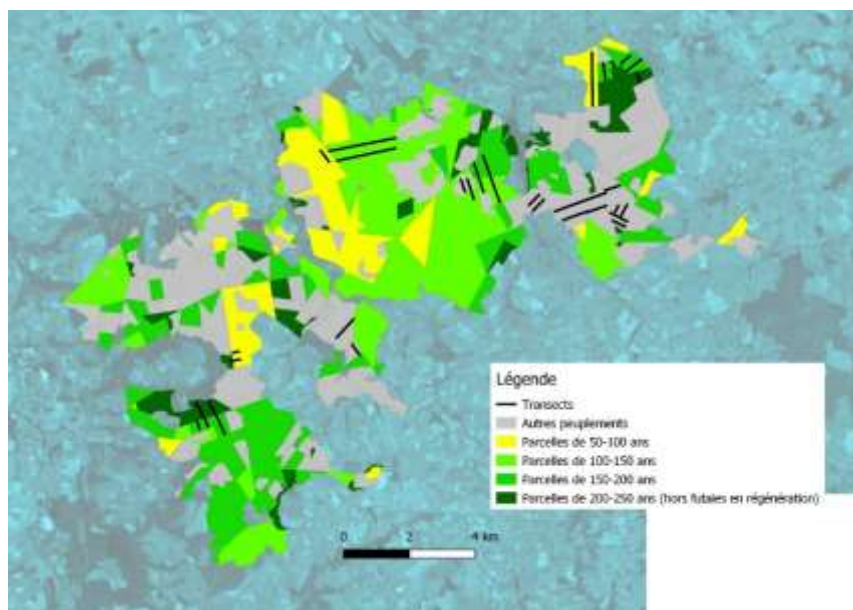 Légende
Transects
Autres peuplements
Parcelles de 50-100 ans
Parcelles de 100-150 ans
Parcelles de 150-200 ans
Parcelles de 200-250 ans (hors futaies en régénération)
0 2 4 km